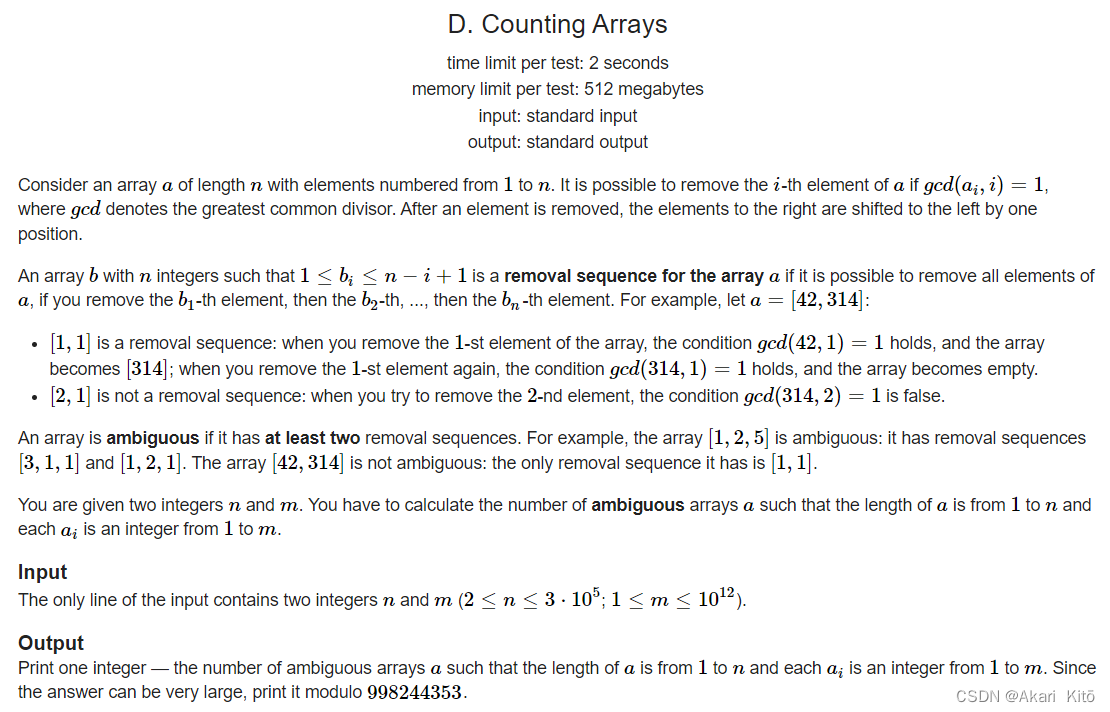 D. Counting Arrays
time limit per test: 2 seconds
memory limit per test: 512 megabytes
input: standard input
output: standard output
Consider an array a of length n with elements numbered from 1 to n. It is possible to remove the i-th element of a if gcd(a_i, i) = 1,
where gcd denotes the greatest common divisor. After an element is removed, the elements to the right are shifted to the left by one
position.
An array b with n integers such that 1 ≤ b_i ≤ n − i + 1 is a removal sequence for the array a if it is possible to remove all elements of
a, if you remove the b_1-th element, then the b_2-th, ..., then the b_n-th element. For example, let a = [42, 314]:
• [1, 1] is a removal sequence: when you remove the 1-st element of the array, the condition gcd(42, 1) = 1 holds, and the array
becomes [314]; when you remove the 1-st element again, the condition gcd(314, 1) = 1 holds, and the array becomes empty.
• [2, 1] is not a removal sequence: when you try to remove the 2-nd element, the condition gcd(314, 2) = 1 is false.
An array is ambiguous if it has at least two removal sequences. For example, the array [1, 2, 5] is ambiguous: it has removal sequences
[3, 1, 1] and [1, 2, 1]. The array [42, 314] is not ambiguous: the only removal sequence it has is [1, 1].
You are given two integers n and m. You have to calculate the number of ambiguous arrays a such that the length of a is from 1 to n and
each a_i is an integer from 1 to m.
Input
The only line of the input contains two integers n and m (2 ≤ n ≤ 3 · 10^5; 1 ≤ m ≤ 10^12).
Output
Print one integer — the number of ambiguous arrays a such that the length of a is from 1 to n and each a_i is an integer from 1 to m. Since
the answer can be very large, print it modulo 998244353.
CSDN @Akari_Kitō